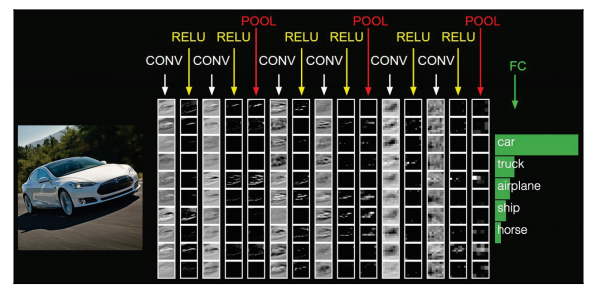 POOL POOL POOL
RELU RELU RELU RELU RELU RELU
CONV CONV CONV CONV CONV CONV
FC
car
truck
airplane
ship
horse